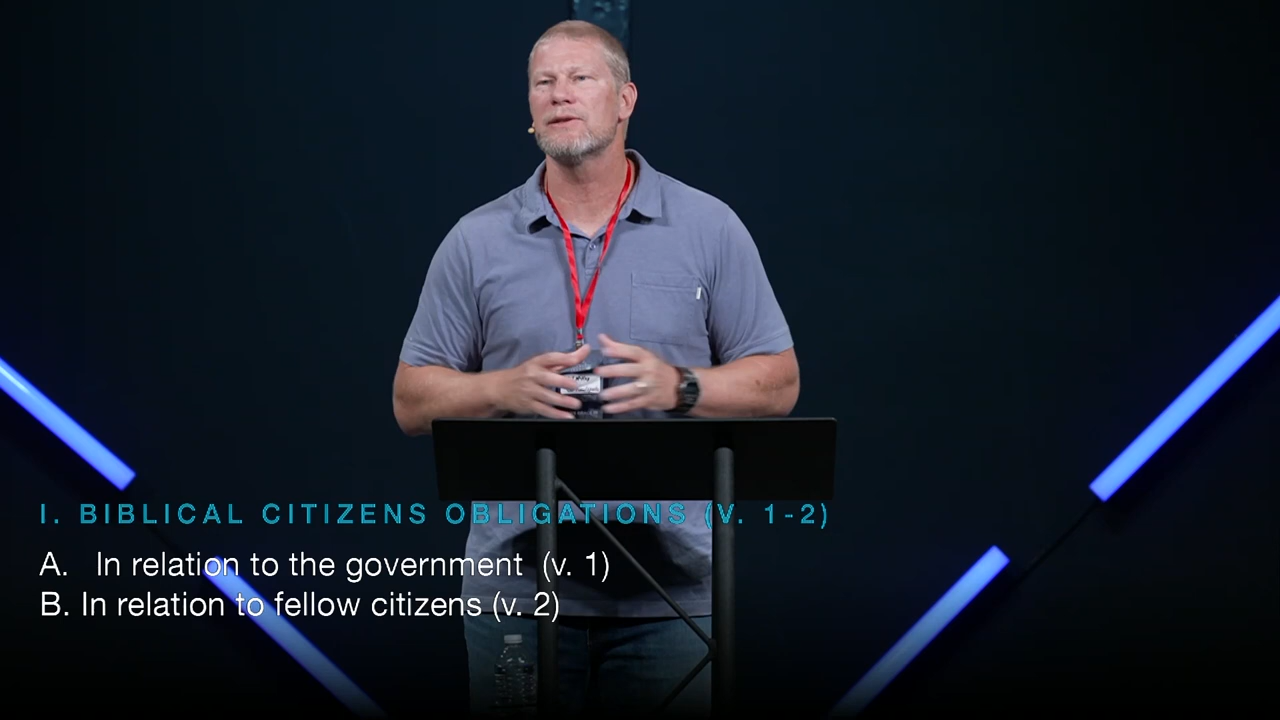 I. BIBLICAL CITIZENS OBLIGATIONS (V. 1-2)
A. In relation to the government (v. 1)
B. In relation to fellow citizens (v. 2)